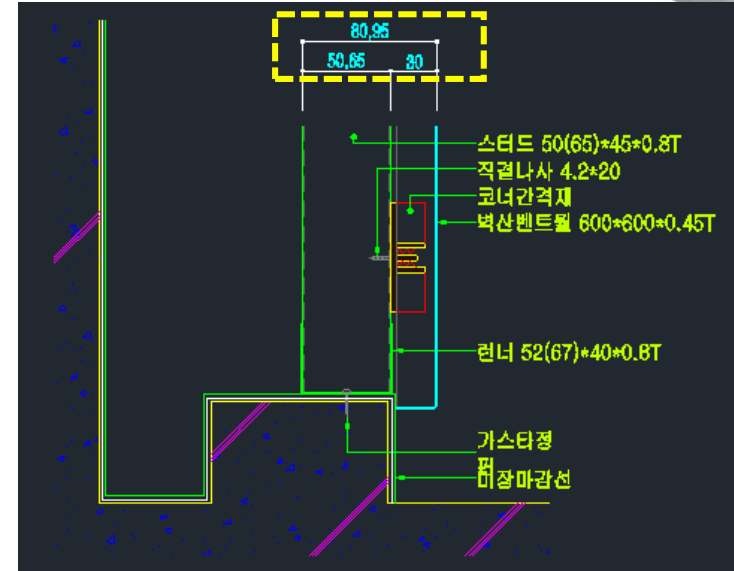 80,95
50,65 30
스터드 50(65)*45*0.8T
직결나사 4.2*20
코너간격재
벽산벤트월 600*600*0.45T
런너 52(67)*40*0.8T
가스타정
핀
미장마감선